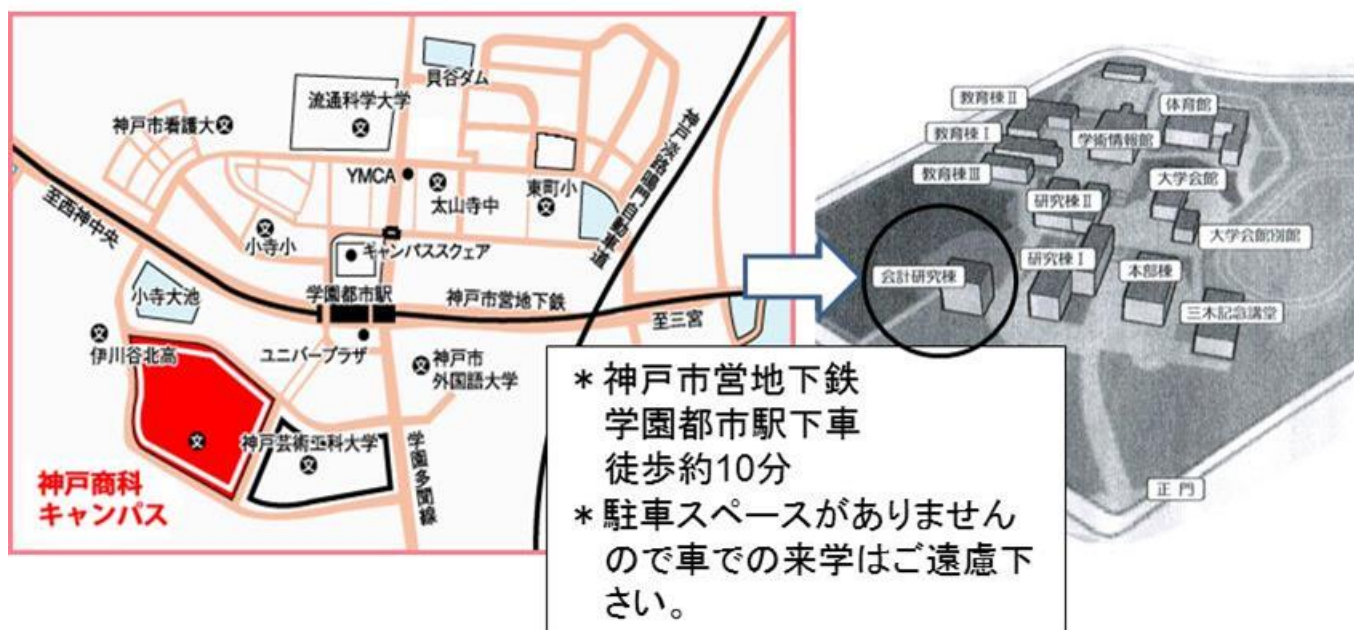 貝谷ダム
流通科学大学
神戸市看護大
YMCA
太山寺中
東町小
神戸淡路鳴門自動車道
至西神中央
小寺小
キャンパススクェア
小寺大池
学園都市駅
神戸市営地下鉄
至三宮
伊川谷北高
ユニバープラザ
神戸市
外国語大学
神戸芸術工科大学
学園多聞線
神戸商科
キャンパス
教育棟Ⅱ
体育館
教育棟Ⅰ
学術情報館
教育棟Ⅲ
大学会館
研究棟Ⅱ
大学会館別館
会計研究棟
研究棟Ⅰ
本部棟
三木記念講堂
正門
*神戸市営地下鉄
学園都市駅下車
徒歩約10分
*駐車スペースがありません
ので車での来学はご遠慮下
さい。